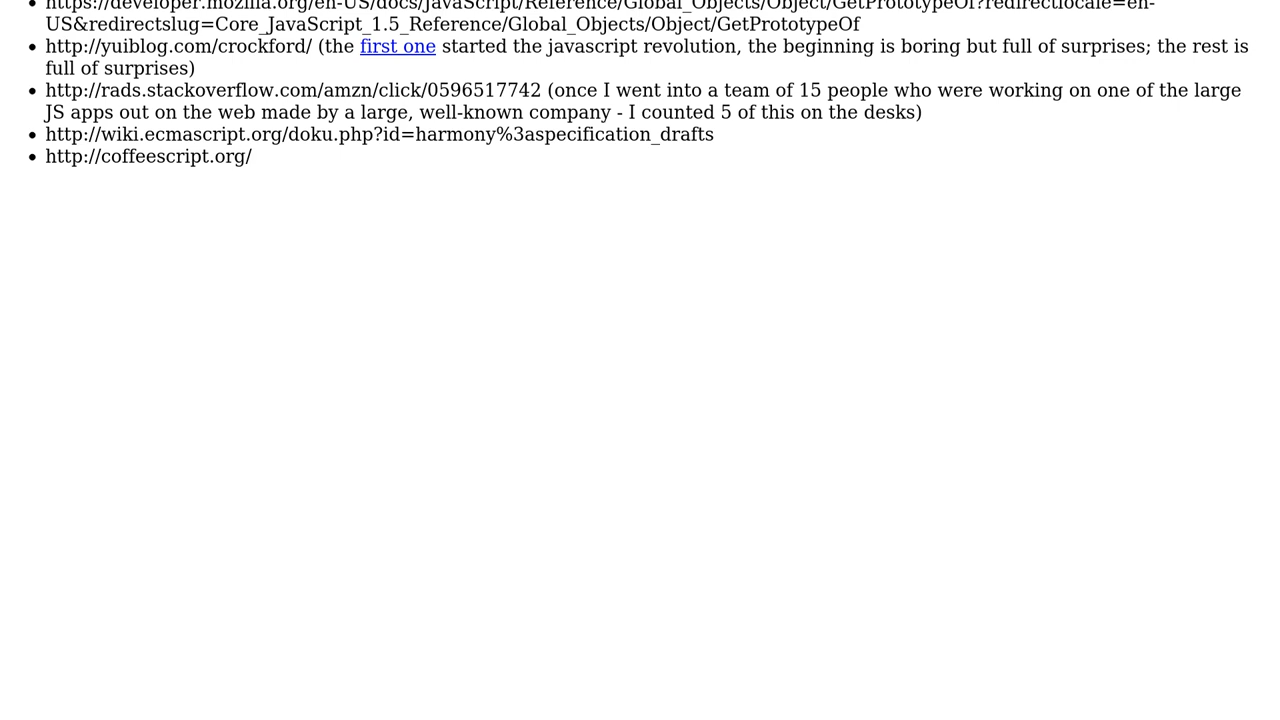 https://developer.mozilla.org/en-US/docs/JavaScript/Reference/Global_Objects/Object/GetPrototypeOf?redirectlocale=en-
US&redirectslug=Core_JavaScript_1.5_Reference/Global_Objects/Object/GetPrototypeOf
http://yuiblog.com/crockford/ (the first one started the javascript revolution, the beginning is boring but full of surprises; the rest is
full of surprises)
http://rads.stackoverflow.com/amzn/click/0596517742 (once I went into a team of 15 people who were working on one of the large
JS apps out on the web made by a large, well-known company - I counted 5 of this on the desks)
http://wiki.ecmascript.org/doku.php?id=harmony%3aspecification_drafts
http://coffeescript.org/